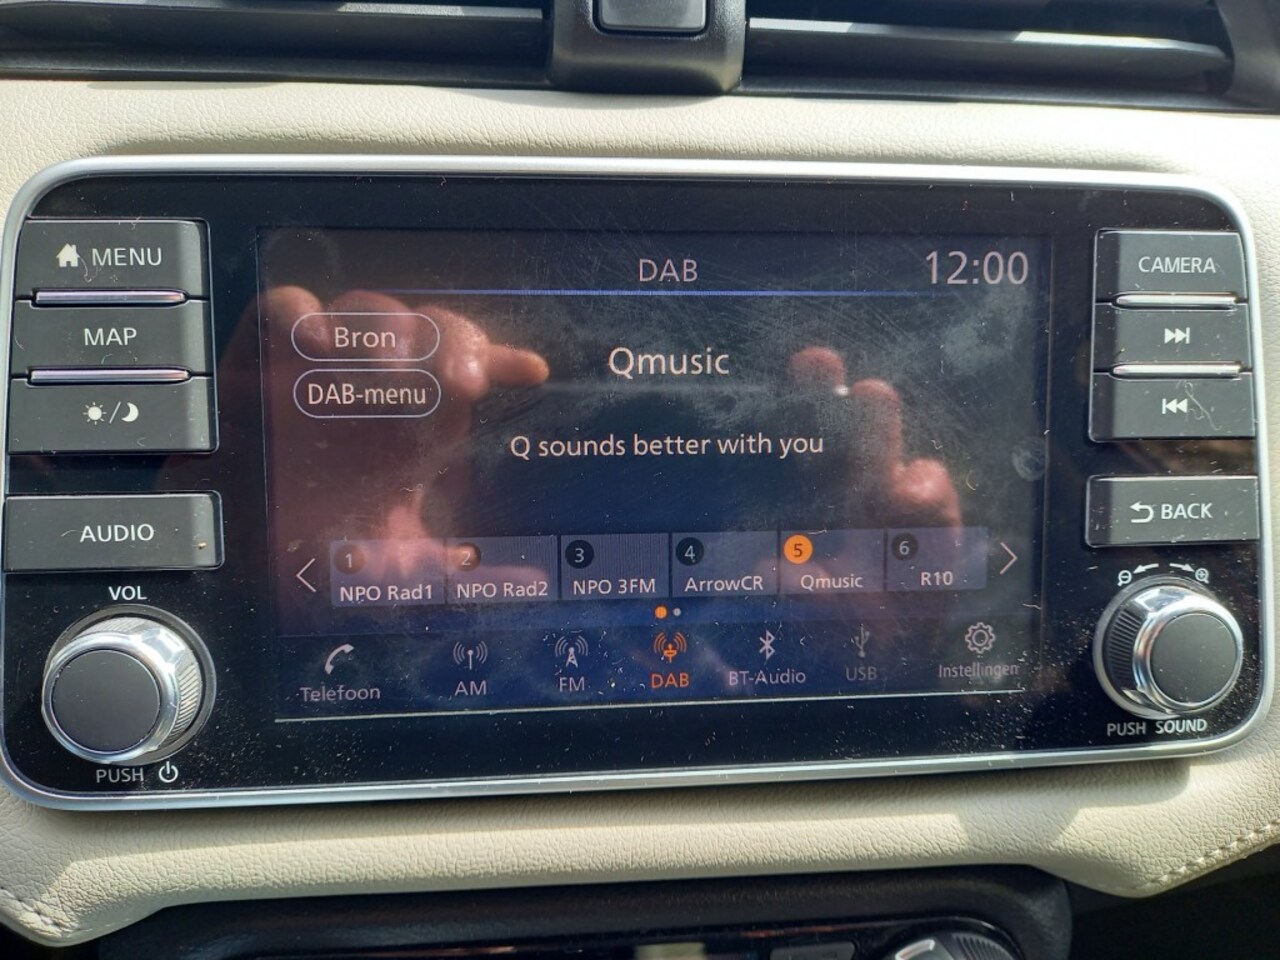 MENU
MAP
AUDIO
VOL
PUSH
DAB
12:00
Bron
DAB-menu
Qmusic
Q sounds better with you
1 NPO Rad1
2 NPO Rad2
3 NPO 3FM
4 ArrowCR
5 Qmusic
6 R10
Telefoon
AM
FM
DAB
BT-Audio
USB
Instellingen
CAMERA
BACK
PUSH SOUND